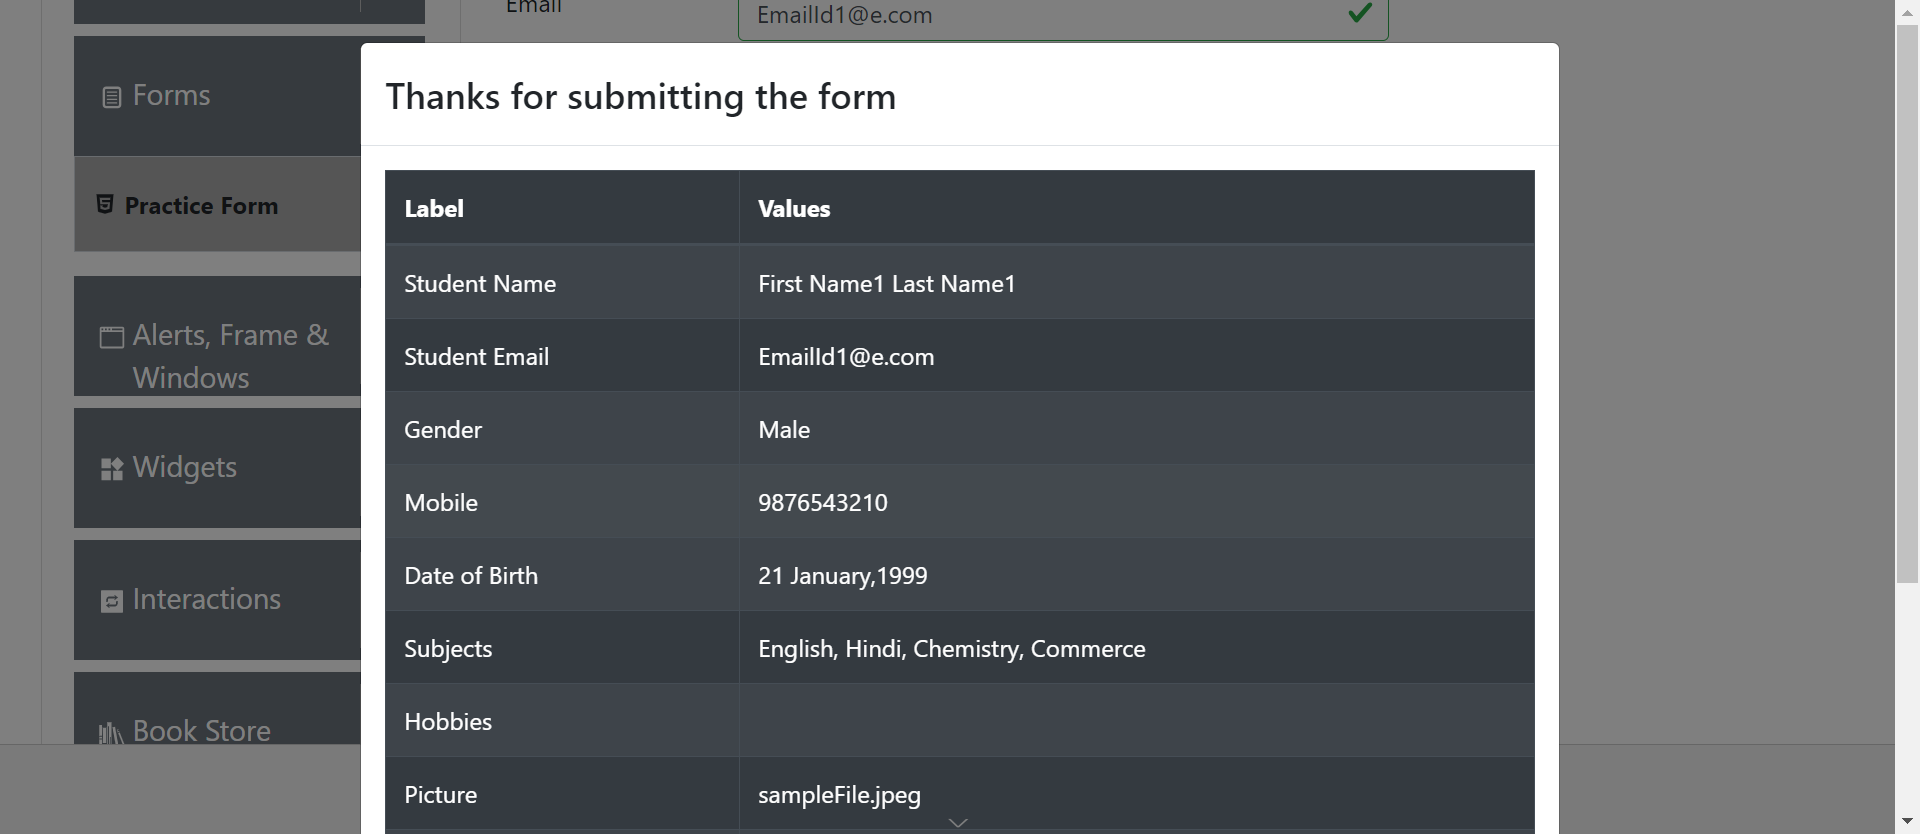 Email
EmailId1@e.com
Forms
Practice Form
Alerts, Frame &
Windows
Widgets
Interactions
Book Store
Thanks for submitting the form
Label Values
Student Name First Name1 Last Name1
Student Email EmailId1@e.com
Gender Male
Mobile 9876543210
Date of Birth 21 January,1999
Subjects English, Hindi, Chemistry, Commerce
Hobbies
Picture sampleFile.jpeg